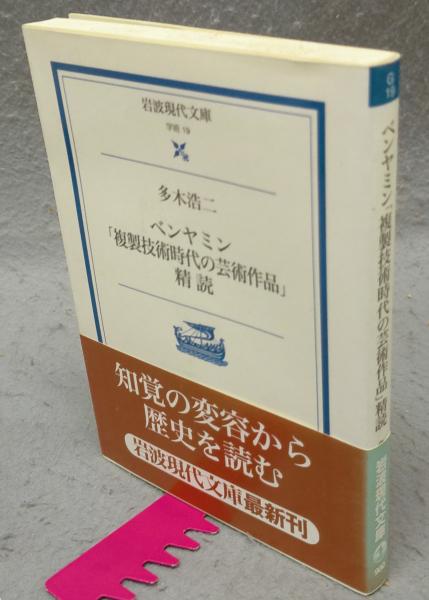 岩波現代文庫
学術 19
多木浩二
ベンヤミン
「複製技術時代の芸術作品」
精読
知覚の変容から
歴史を読む
岩波現代文庫最新刊
G
19
ベンヤミン「複製技術時代の芸術作品」精読
岩波現代文庫
900